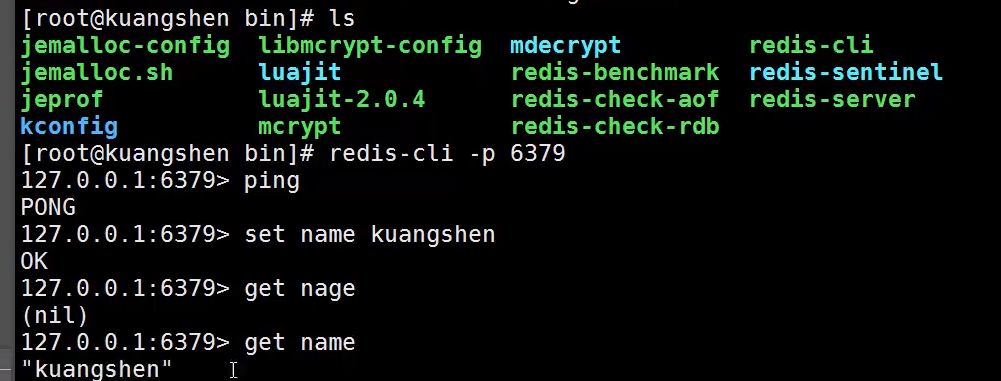 [root@kuangshen bin]# ls
jemalloc-config libmcrypt-config mdecrypt redis-cli
jemalloc.sh luajit redis-benchmark redis-sentinel
jeprof luajit-2.0.4 redis-check-aof redis-server
kconfig mcrypt redis-check-rdb
[root@kuangshen bin]# redis-cli -p 6379
127.0.0.1:6379> ping
PONG
127.0.0.1:6379> set name kuangshen
OK
127.0.0.1:6379> get nage
(nil)
127.0.0.1:6379> get name
"kuangshen"